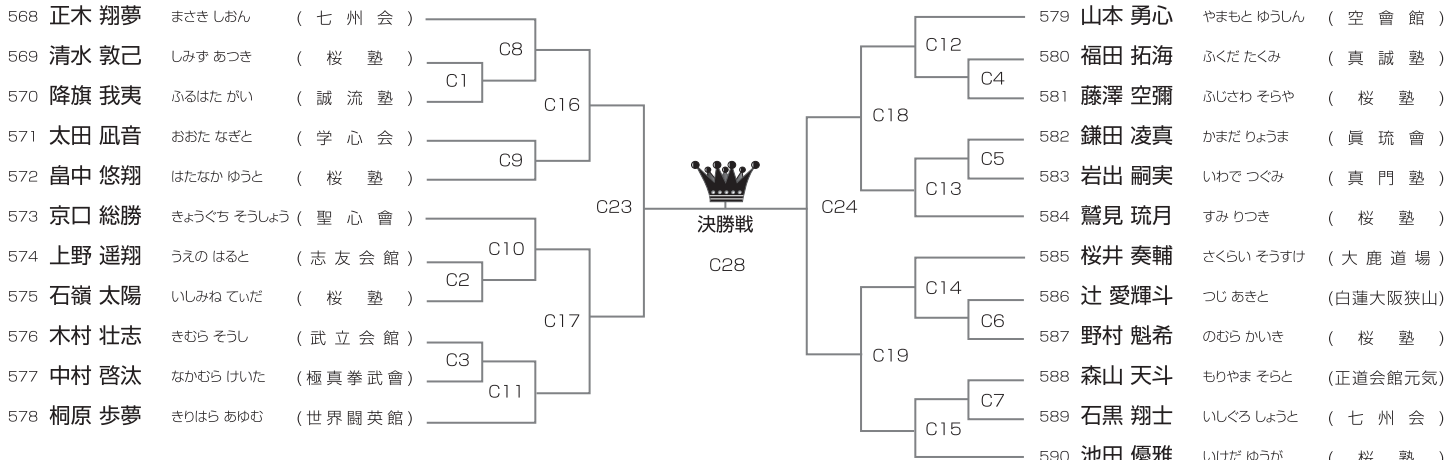 568 正木 翔夢 まさき しおん ( 七 州 会 )
569 清水 敦己 しみず あつき ( 桜 塾 )
570 降旗 我夷 ふるはた がい ( 誠 流 塾 )
571 太田 凪音 おおた なぎと ( 学 心 会 )
572 畠中 悠翔 はたなか ゆうと ( 桜 塾 )
573 京口 総勝 きょうぐち そうしょう ( 聖 心 會 )
574 上野 遥翔 うえの はると ( 志 友 会 館 )
575 石嶺 太陽 いしみね てぃだ ( 桜 塾 )
576 木村 壮志 きむら そうし ( 武 立 会 館 )
577 中村 啓汰 なかむら けいた ( 極 真 拳 武 會 )
578 桐原 歩夢 きりはら あゆむ ( 世 界 闘 英 館 )
C8
C1
C16
C9
C23
C10
C2
C17
C3
C11
決勝戦
C28
C12
C4
C18
C5
C13
C24
C14
C6
C19
C7
C15
579 山本 勇心 やまもと ゆうしん ( 空 會 館 )
580 福田 拓海 ふくだ たくみ ( 真 誠 塾 )
581 藤澤 空彌 ふじさわ そらや ( 桜 塾 )
582 鎌田 凌真 かまだ りょうま ( 眞 琉 會 )
583 岩出 嗣実 いわで つぐみ ( 真 門 塾 )
584 鷲見 琉月 すみ りつき ( 桜 塾 )
585 桜井 奏輔 さくらい そうすけ ( 大 鹿 道 場 )
586 辻 愛輝斗 つじ あきと (白蓮大阪狭山)
587 野村 魁希 のむら かいき ( 桜 塾 )
588 森山 天斗 もりやま そらと (正道会館元気)
589 石黒 翔士 いしぐろ しょうと ( 七 州 会 )
590 池田 優雅 いけだ ゆうが ( 桜 塾 )